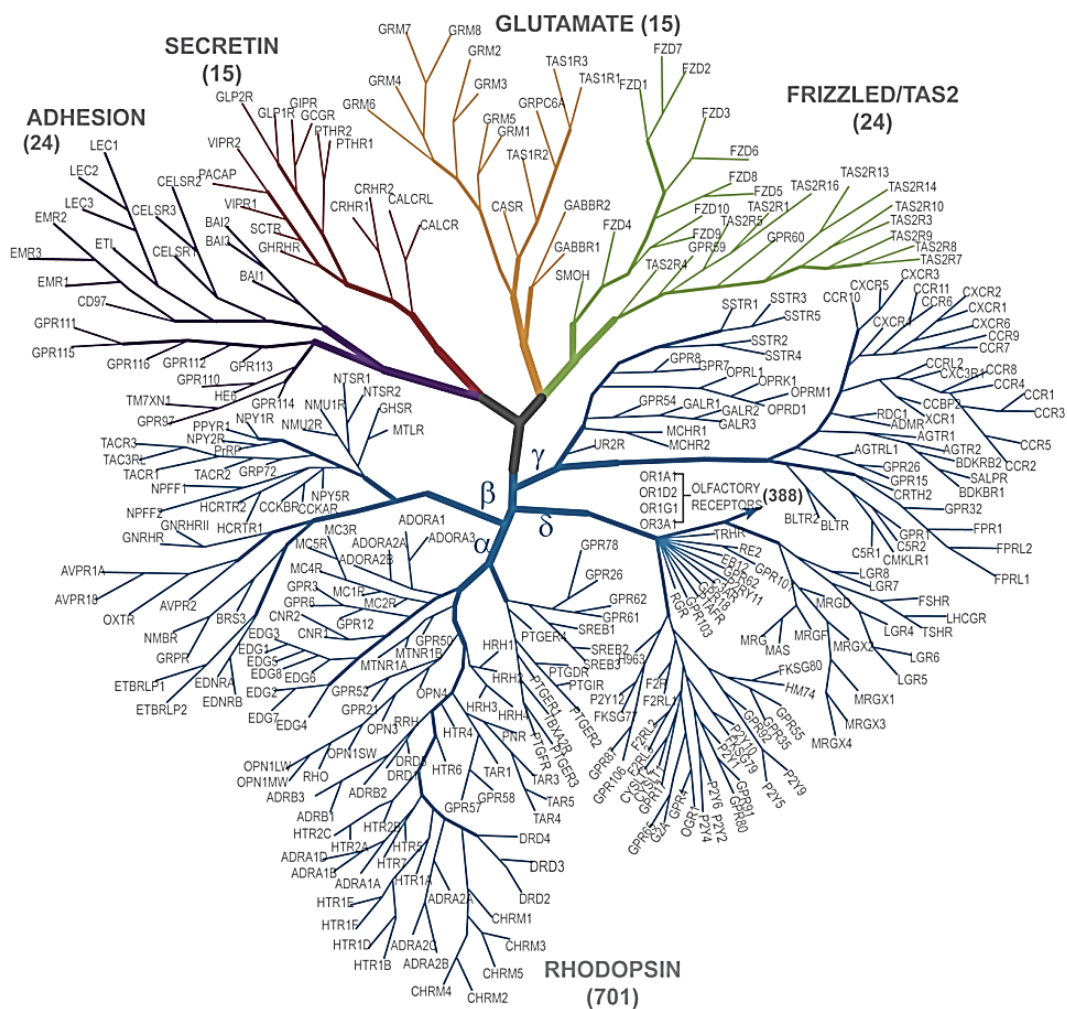 GLUTAMATE (15)
SECRETIN
(15)
FRIZZLED/TAS2
(24)
ADHESION
(24)
GRM7
GRM8
GRM2
GRM4
GRM3
GRM6
GRM5
GRM1
TAS1R3
TAS1R1
GRPC6A
TAS1R2
CASR
GABBR2
GABBR1
FZD7
FZD1
FZD2
FZD3
FZD6
FZD8
FZD5
FZD10
FZD9
FZD4
SMOH
TAS2R16
TAS2R13
TAS2R14
TAS2R10
TAS2R3
TAS2R9
TAS2R8
TAS2R7
TAS2R1
TAS2R5
GPR60
GPR59
TAS2R4
GLP2R
GLP1R
GIPR
GCGR
PTHR2
PTHR1
VIPR2
PACAP
VIPR1
SCTR
GHRHR
CRHR2
CRHR1
CALCRL
CALCR
LEC1
LEC2
LEC3
CELSR2
CELSR3
CELSR1
EMR2
ETL
EMR3
EMR1
CD97
BAI2
BAI3
BAI1
GPR111
GPR115
GPR116
GPR112
GPR113
GPR110
HE6
TM7XN1
GPR97
GPR114
NTSR1
NTSR2
NMU1R
GHSR
NMU2R
MTLR
NPY1R
PPYR1
NPY2R
PrRP
TACR3
TAC3RL
TACR1
TACR2
GRP72
NPFF1
NPFF2
HCRTR2
HCRTR1
CCKBR
NPY5R
CCKAR
GNRHRII
GNRHR
AVPR1A
AVPR1B
OXTR
AVPR2
NMBR
BRS3
GRPR
ETBRLP1
ETBRLP2
EDNRA
EDNRB
β
γ
δ
α
ADORA1
ADORA3
ADORA2A
ADORA2B
MC3R
MC5R
MC4R
MC1R
MC2R
GPR3
GPR6
GPR12
CNR2
CNR1
EDG3
EDG1
EDG5
EDG8
EDG6
EDG2
EDG7
EDG4
GPR50
MTNR1B
MTNR1A
GPR52
GPR21
OPN4
OPN3
RRH
OPN1SW
OPN1LW
OPN1MW
RHO
ADRB3
ADRB2
ADRB1
DRD5
DRD1
HTR4
HTR6
HTR2C
HTR2B
HTR2A
HTR5
HTR7
HTR1A
ADRA1D
ADRA1B
ADRA1A
HTR1E
HTR1F
HTR1D
HTR1B
ADRA2A
ADRA2C
ADRA2B
CHRM1
CHRM3
CHRM5
CHRM4
CHRM2
DRD4
DRD3
DRD2
GPR57
GPR58
TAR1
TAR3
TAR5
TAR4
PNR
HRH1
HRH2
HRH3
HRH4
PTGER4
PTGDR
PTGIR
PTGER1
TBXA2R
PTGER2
PTGFR
PTGER3
GPR78
GPR26
GPR62
GPR61
SREB1
SREB2
SREB3
SSTR1
SSTR3
SSTR5
SSTR2
SSTR4
GPR8
GPR7
OPRL1
OPRK1
OPRM1
OPRD1
GPR54
GALR1
GALR2
GALR3
MCHR1
MCHR2
UR2R
CXCR3
CXCR5
CCR11
CXCR2
CCR10
CCR6
CXCR1
CXCR4
CXCR6
CCR9
CCR7
CCRL2
CCR8
CXC3R1
CCR4
CCR1
CCBP2
CCR3
XCR1
RDC1
ADMR
CCR5
CCR2
AGTR1
AGTRL1
AGTR2
BDKRB2
SALPR
BDKBR1
GPR26
GPR15
CRTH2
GPR32
FPR1
FPRL2
FPRL1
GPR1
C5R2
CMKLR1
C5R1
BLTR2
BLTR
OR1A1
OR1D2
OR1G1
OR3A1
OLFACTORY
RECEPTORS
(388)
TRHR
RE2
EB12
GPR62
P2RY11
GPR101
GPR18
PTAFR
GPR103
RGR
LGR8
LGR7
FSHR
LHCGR
TSHR
LGR4
LGR6
LGR5
MRGD
MRG
MAS
MRGF
MRGX2
MRGX1
MRGX3
MRGX4
FKSG80
HM74
H963
P2Y12
FKSG77
GPR87
GPR106
F2R
F2RL1
F2RL2
F2RL3
GPR17
GPR65
G2A
GPR4
OGR1
P2Y6
P2Y2
P2Y4
GPR91
GPR80
P2Y10
FKSG79
P2Y1
GPR92
GPR35
GPR55
P2Y9
P2Y5
RHODOPSIN
(701)